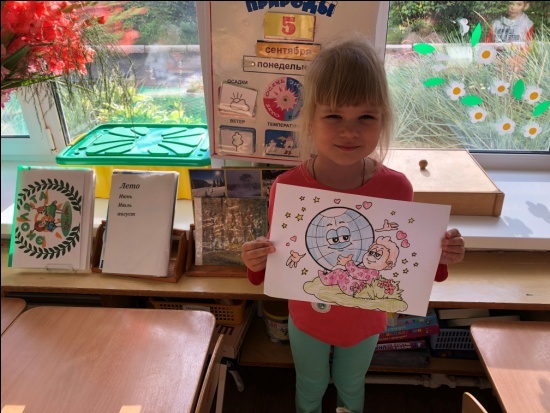 ПРИРОДЫ
5
сентября
понедельник
ОСАДКИ
ВЕТЕР
ТЕМПЕРАТУРА
Лето
Июнь
Июль
август